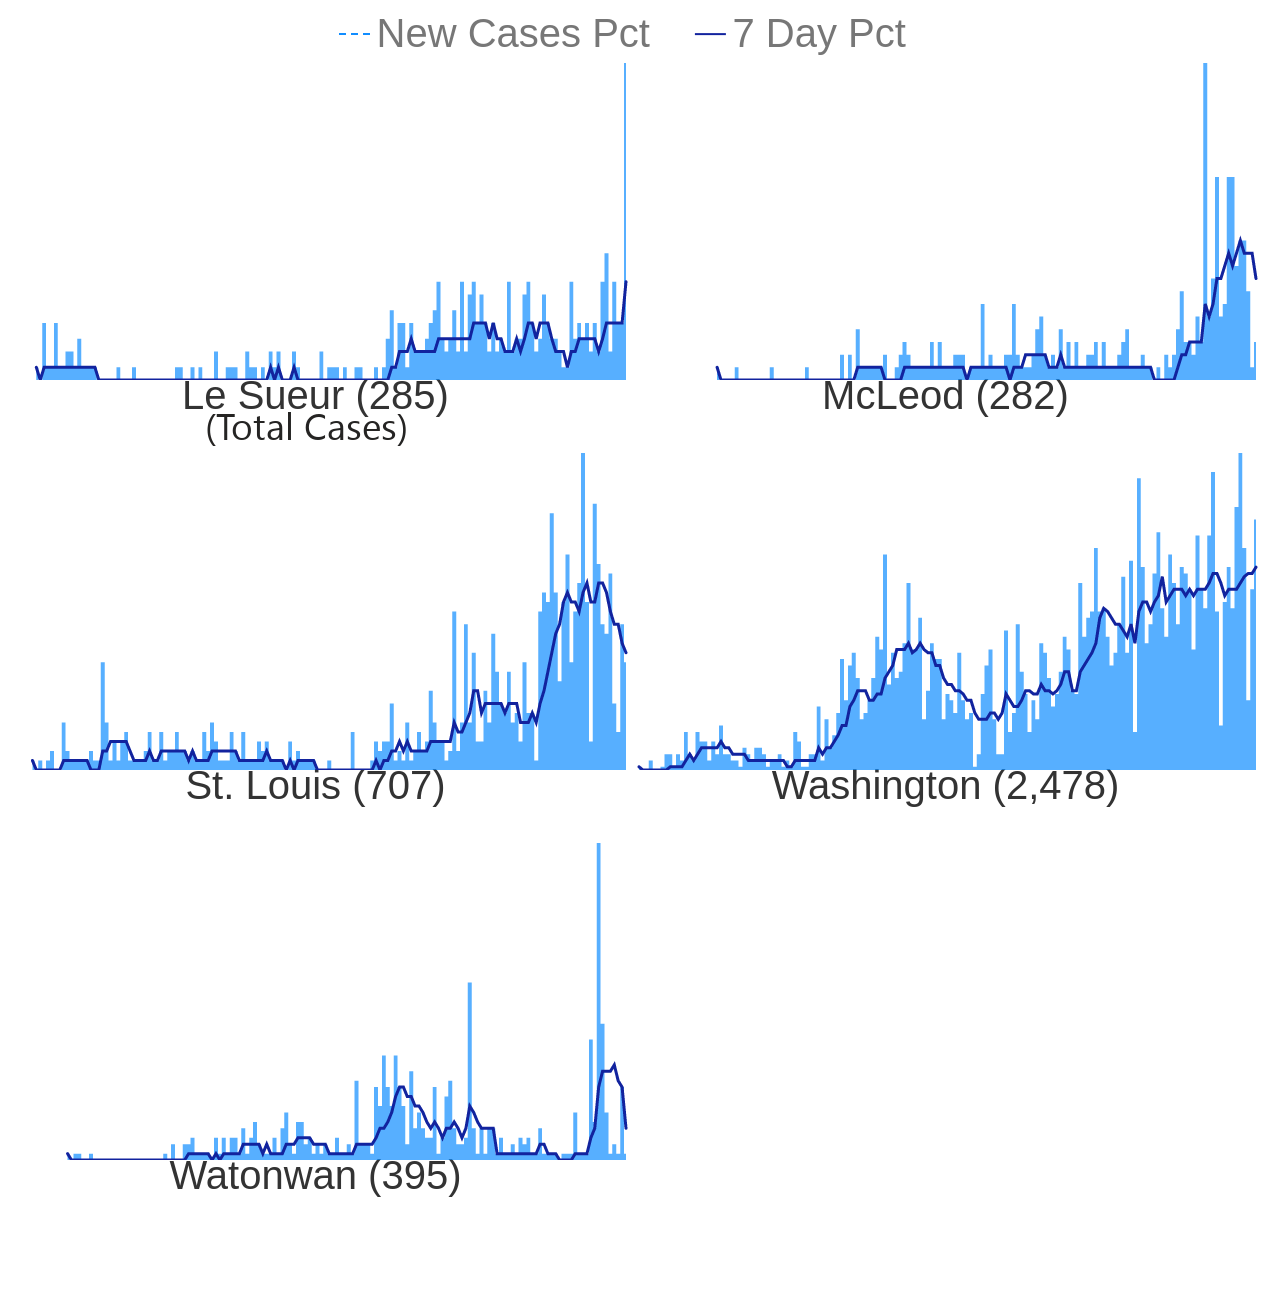 New Cases Pct 7 Day Pct
Le Sueur (285) McLeod (282)
(Total Cases)
St. Louis (707) Washington (2,478)
Watonwan (395)